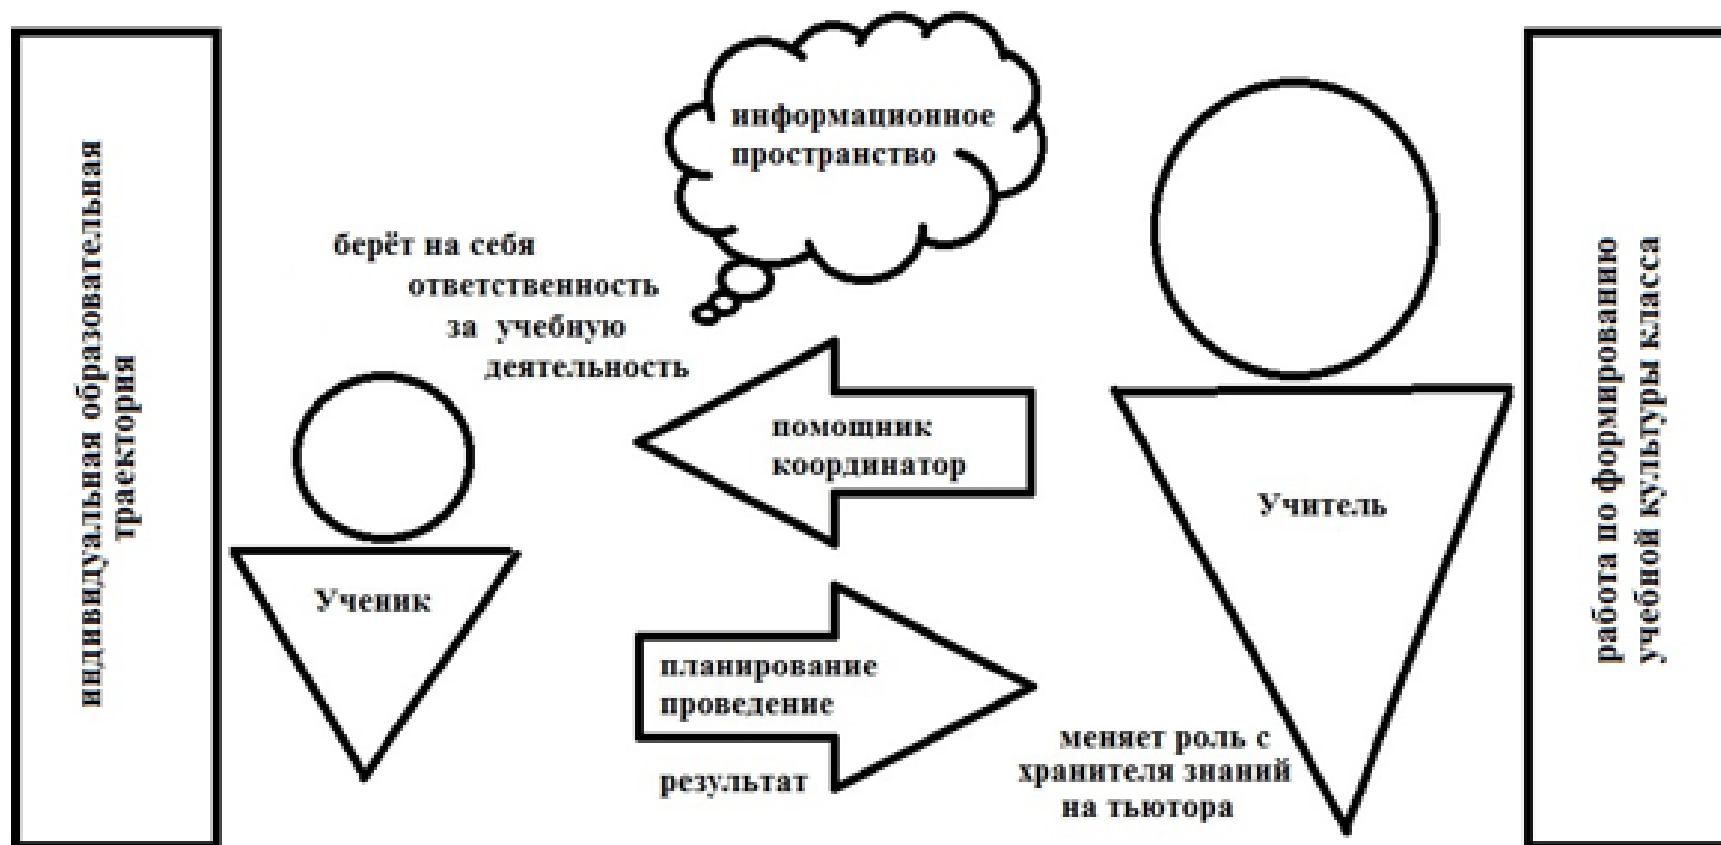 индивидуальная образовательная
траектория
информационное
пространство
берёт на себя
ответственность
за учебную
деятельность
помощник
координатор
Ученик
Учитель
планирование
проведение
результат
меняет роль с
хранителя знаний
на тьютора
работа по формированию
учебной культуры класса